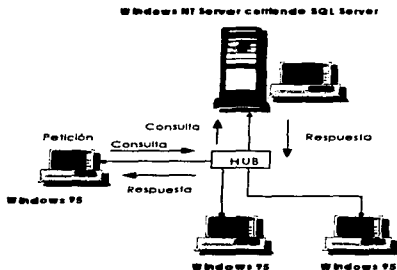 Windows NT Server corriendo SQL Server
Petición
Consulta
Consulta
Respuesta
HUB
Respuesta
Windows 95
Windows 95
Windows 95